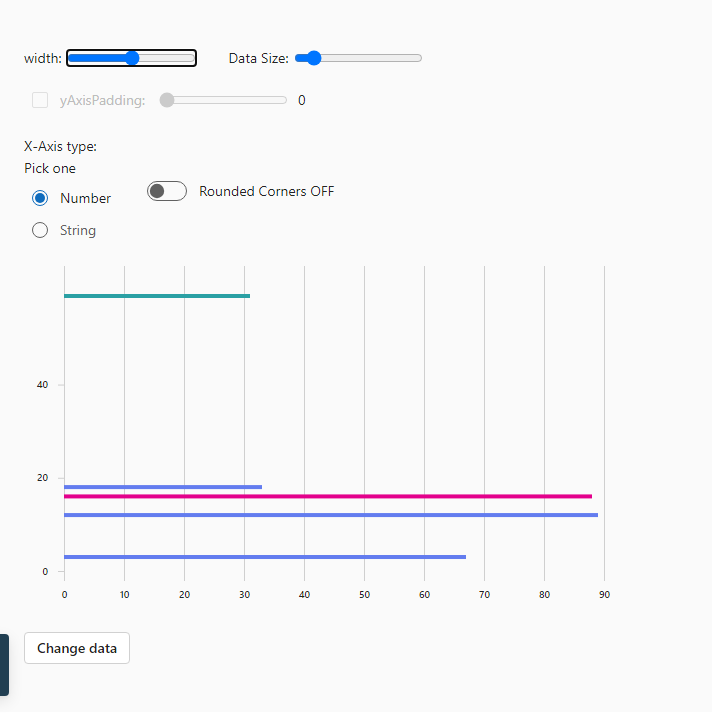 width: Data Size:
yAxisPadding: 0
X-Axis type:
Pick one
Number Rounded Corners OFF
String
40
20
0
0 10 20 30 40 50 60 70 80 90
Change data